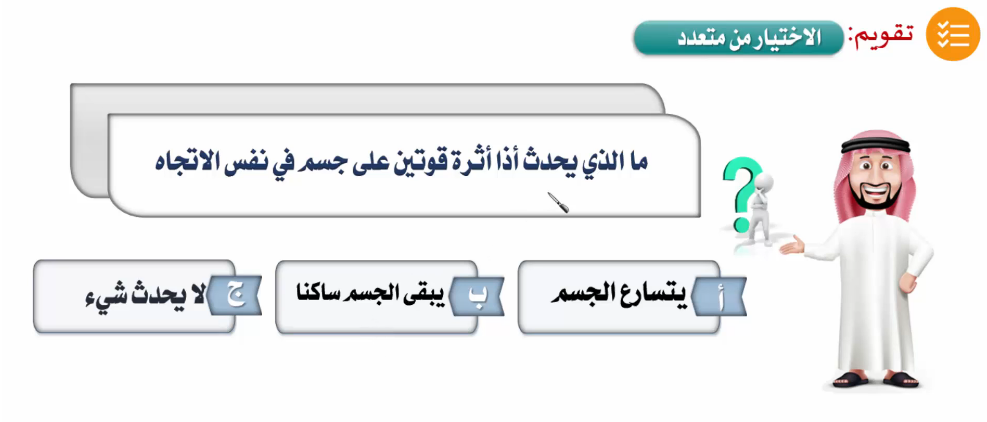 تقويم:
الاختيار من متعدد
ما الذي يحدث أذا أثرة قوتين على جسم في نفس الاتجاه
?
أ يتسارع الجسم
ب يبقى الجسم ساكنا
ج لا يحدث شيء